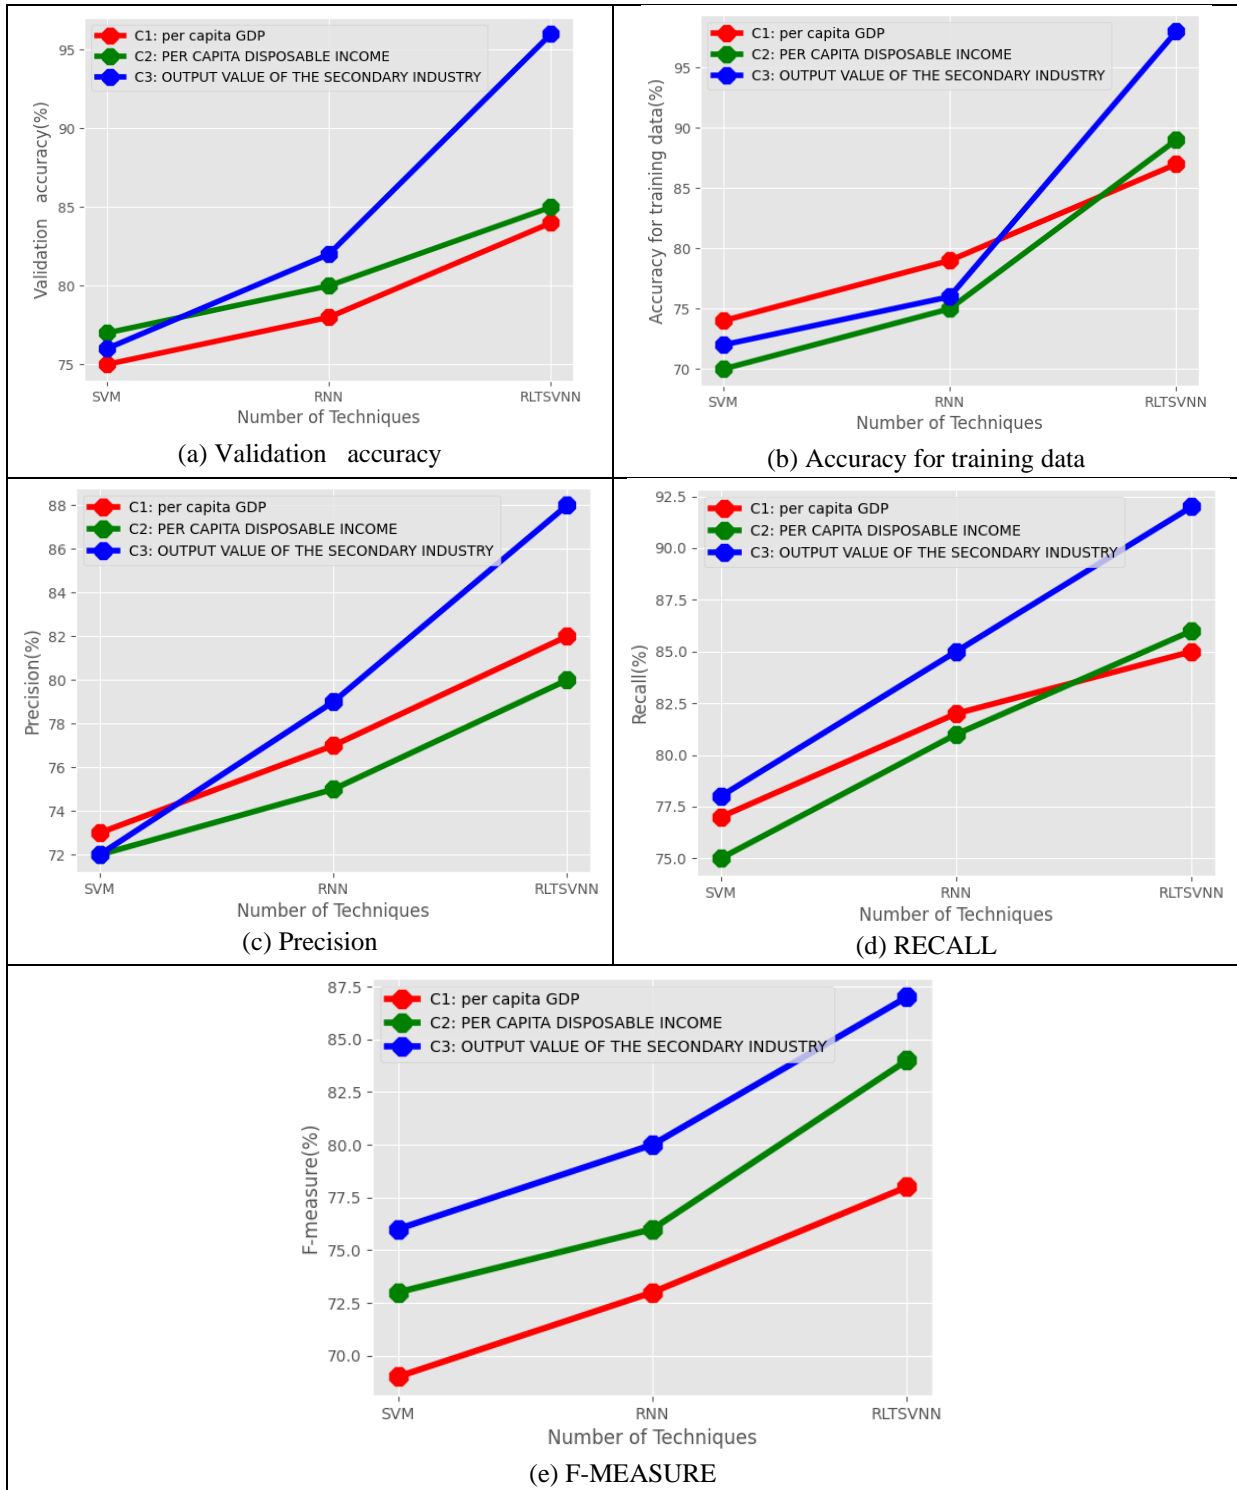 C1: per capita GDP
C2: PER CAPITA DISPOSABLE INCOME
C3: OUTPUT VALUE OF THE SECONDARY INDUSTRY
95
90
85
80
75
Validation accuracy(%)
SVM RNN RLTSVNN
Number of Techniques
(a) Validation accuracy
C1: per capita GDP
C2: PER CAPITA DISPOSABLE INCOME
C3: OUTPUT VALUE OF THE SECONDARY INDUSTRY
95
90
85
80
75
70
Accuracy for training data(%)
SVM RNN RLTSVNN
Number of Techniques
(b) Accuracy for training data
C1: per capita GDP
C2: PER CAPITA DISPOSABLE INCOME
C3: OUTPUT VALUE OF THE SECONDARY INDUSTRY
88
86
84
82
80
78
76
74
72
Precision(%)
SVM RNN RLTSVNN
Number of Techniques
(c) Precision
C1: per capita GDP
C2: PER CAPITA DISPOSABLE INCOME
C3: OUTPUT VALUE OF THE SECONDARY INDUSTRY
92.5
90.0
87.5
85.0
82.5
80.0
77.5
75.0
Recall(%)
SVM RNN RLTSVNN
Number of Techniques
(d) RECALL
C1: per capita GDP
C2: PER CAPITA DISPOSABLE INCOME
C3: OUTPUT VALUE OF THE SECONDARY INDUSTRY
87.5
85.0
82.5
80.0
77.5
75.0
72.5
70.0
F-measure(%)
SVM RNN RLTSVNN
Number of Techniques
(e) F-MEASURE